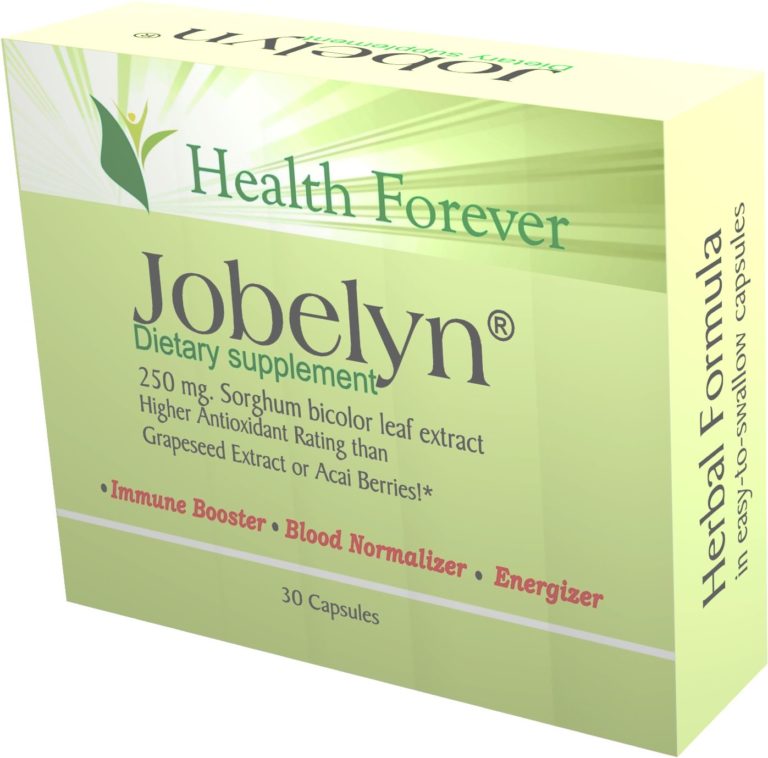 Jobelyn®
Dietary supplement
Health Forever
Jobelyn®
Dietary supplement
250 mg. Sorghum bicolor leaf extract
Higher Antioxidant Rating than
Grapeseed Extract or Acai Berries!*
•Immune Booster • Blood Normalizer • Energizer
30 Capsules
Herbal Formula
in easy-to-swallow capsules